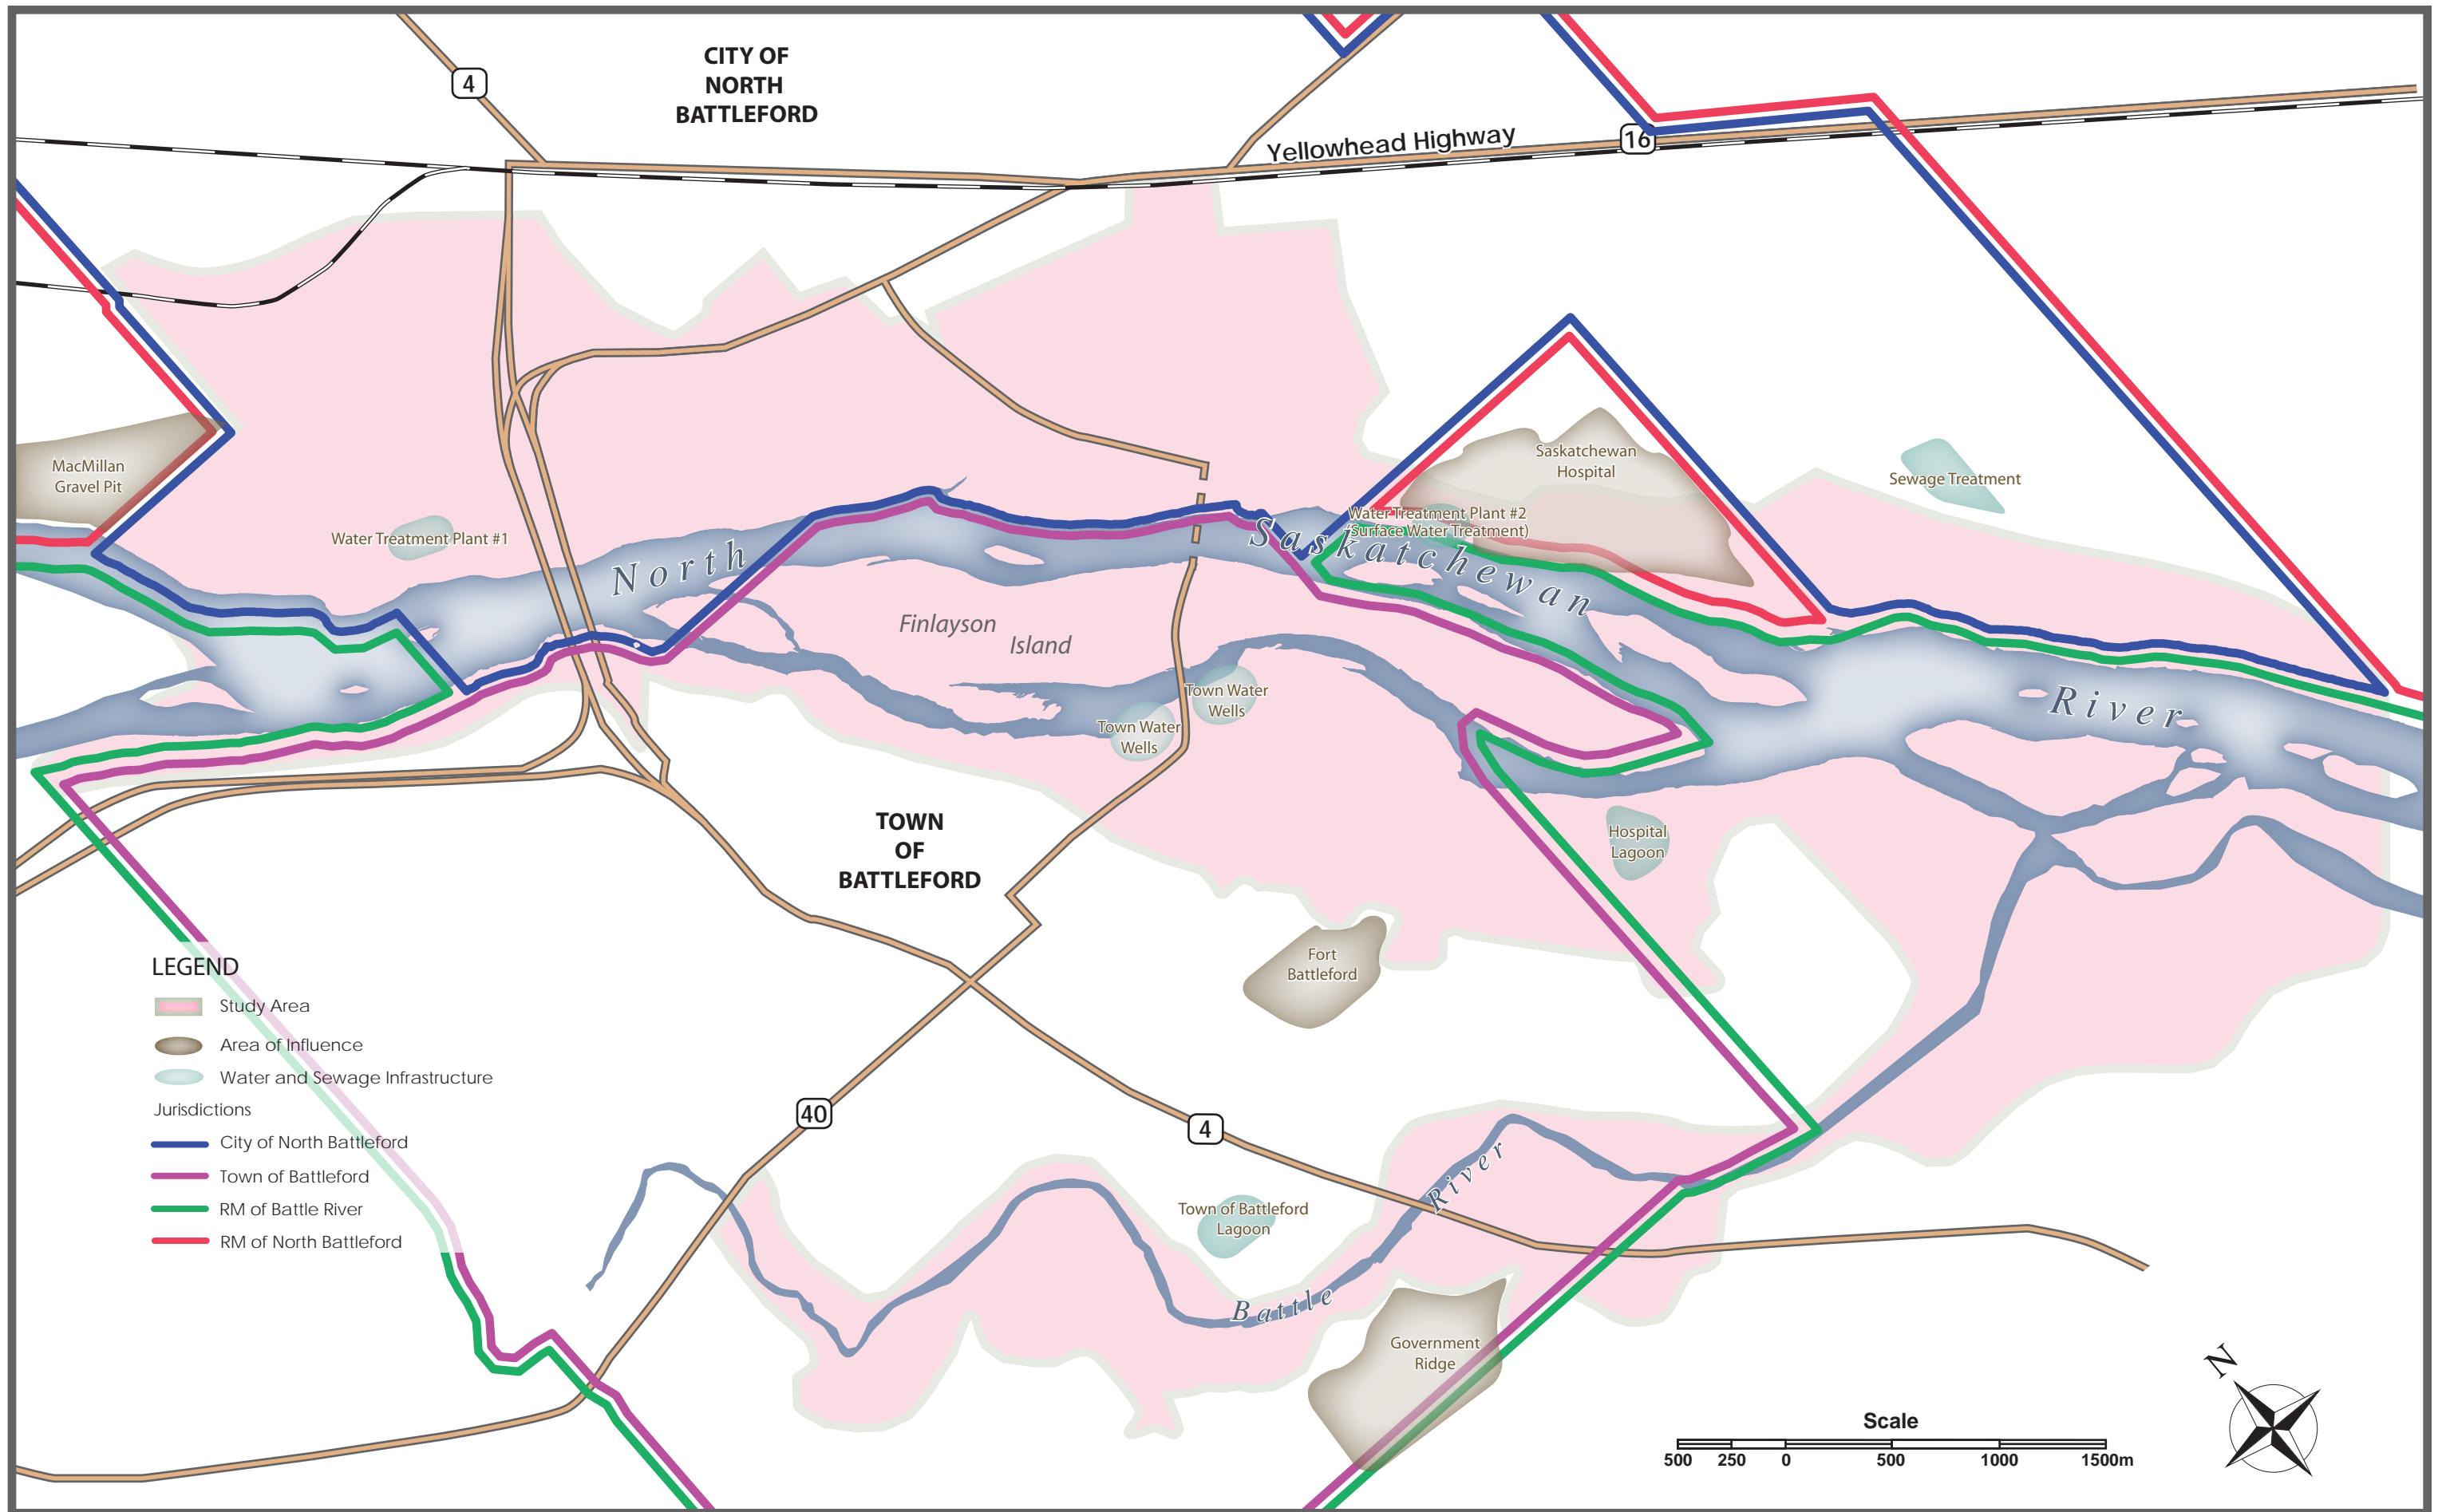 CITY OF
NORTH
BATTLEFORD
4
Yellowhead Highway
16
MacMillan
Gravel Pit
Water Treatment Plant #1
Saskatchewan
Hospital
Sewage Treatment
Water Treatment Plant #2
(Surface Water Treatment)
North
Saskatchewan
River
Finlayson
Island
Town Water
Wells
Town Water
Wells
TOWN
OF
BATTLEFORD
Hospital
Lagoon
Fort
Battleford
LEGEND
Study Area
Area of Influence
Water and Sewage Infrastructure
Jurisdictions
City of North Battleford
Town of Battleford
RM of Battle River
RM of North Battleford
40
4
Town of Battleford
Lagoon
Battle
River
Government
Ridge
N
Scale
500 250 0 500 1000 1500m